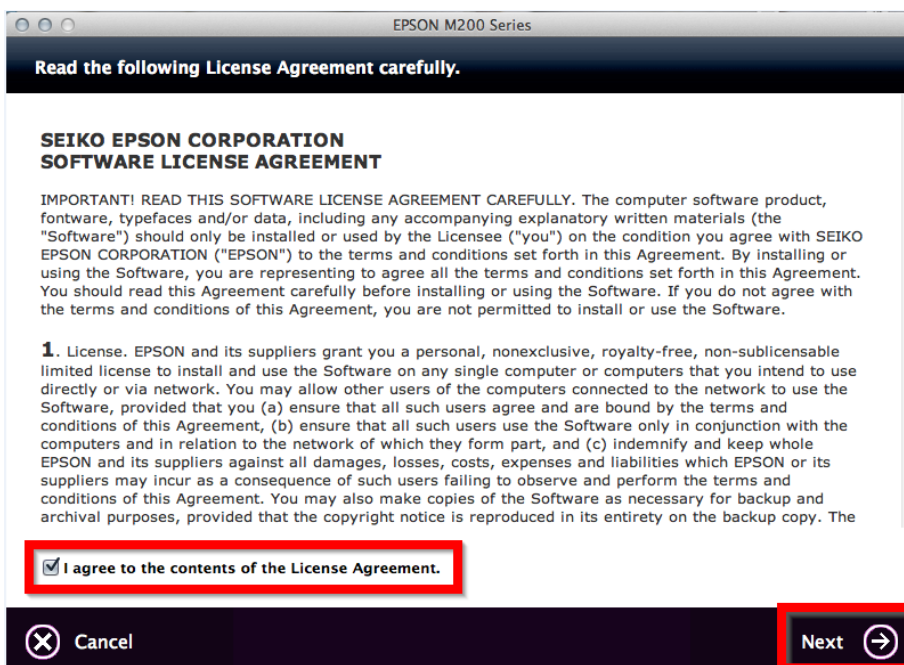 EPSON M200 Series
Read the following License Agreement carefully.
SEIKO EPSON CORPORATION
SOFTWARE LICENSE AGREEMENT
IMPORTANT! READ THIS SOFTWARE LICENSE AGREEMENT CAREFULLY. The computer software product,
fontware, typefaces and/or data, including any accompanying explanatory written materials (the
"Software") should only be installed or used by the Licensee ("you") on the condition you agree with SEIKO
EPSON CORPORATION ("EPSON") to the terms and conditions set forth in this Agreement. By installing or
using the Software, you are representing to agree all the terms and conditions set forth in this Agreement.
You should read this Agreement carefully before installing or using the Software. If you do not agree with
the terms and conditions of this Agreement, you are not permitted to install or use the Software.
1. License. EPSON and its suppliers grant you a personal, nonexclusive, royalty-free, non-sublicensable
limited license to install and use the Software on any single computer or computers that you intend to use
directly or via network. You may allow other users of the computers connected to the network to use the
Software, provided that you (a) ensure that all such users agree and are bound by the terms and
conditions of this Agreement, (b) ensure that all such users use the Software only in conjunction with the
computers and in relation to the network of which they form part, and (c) indemnify and keep whole
EPSON and its suppliers against all damages, losses, costs, expenses and liabilities which EPSON or its
suppliers may incur as a consequence of such users failing to observe and perform the terms and
conditions of this Agreement. You may also make copies of the Software as necessary for backup and
archival purposes, provided that the copyright notice is reproduced in its entirety on the backup copy. The
I agree to the contents of the License Agreement.
Cancel
Next